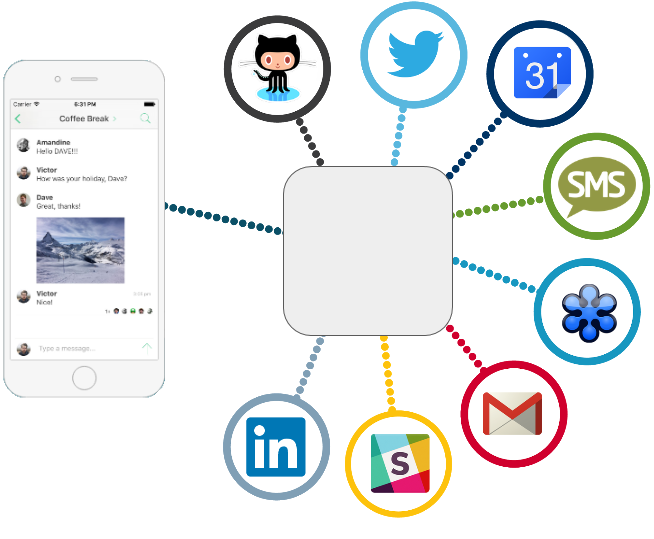 Carrier 6:31 PM
Coffee Break
Amandine
Hello DAVE!!!
Victor
How was your holiday, Dave?
Dave
Great, thanks!
Victor
Nice!
Type a message...
31
SMS
in
S